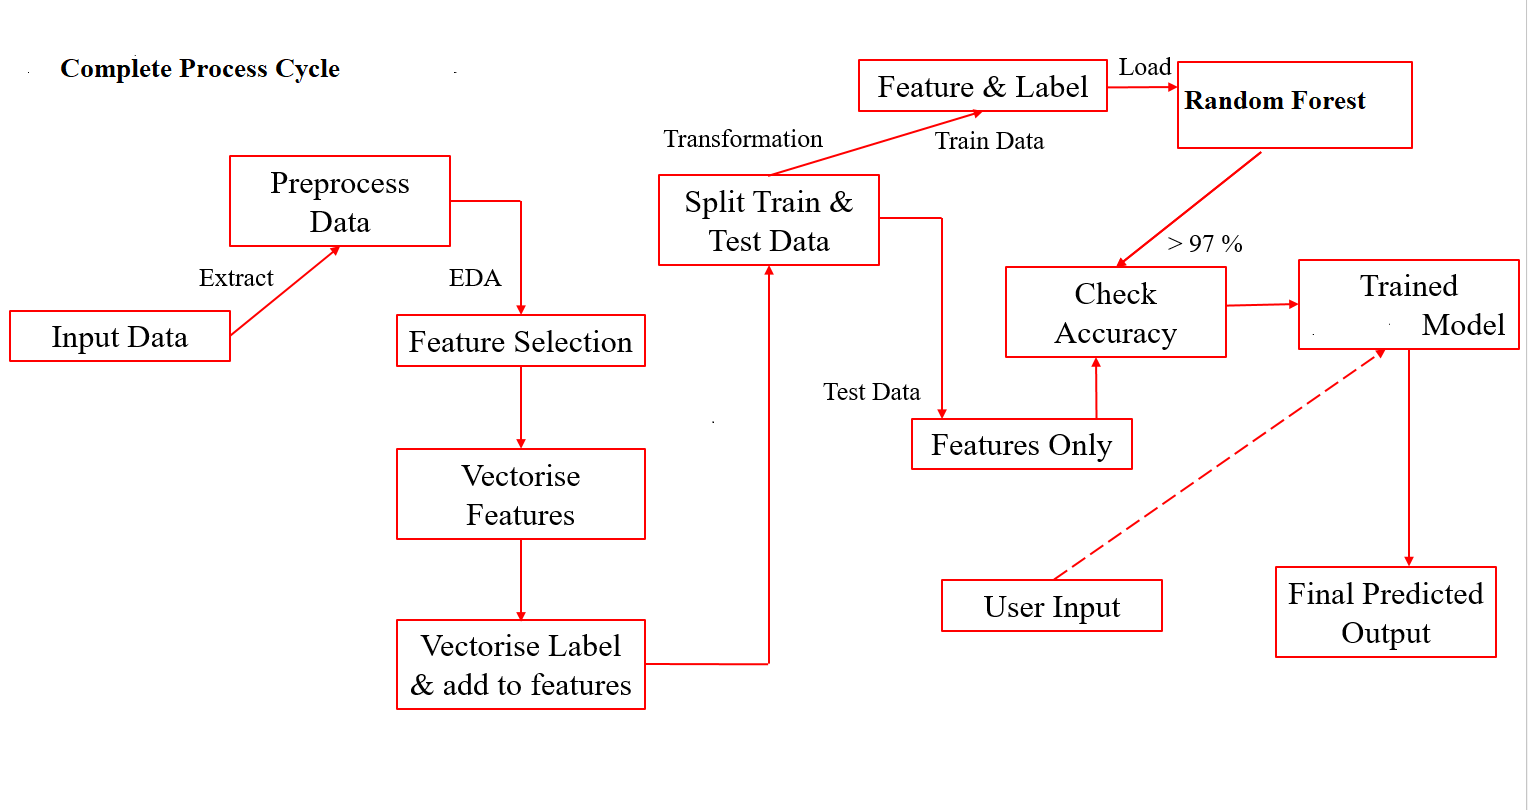 Complete Process Cycle
Input Data
Extract
Preprocess
Data
EDA
Feature Selection
Vectorise
Features
Vectorise Label
& add to features
Split Train &
Test Data
Transformation
Train Data
Feature & Label
Load
Random Forest
Test Data
Features Only
> 97 %
Check
Accuracy
Trained
Model
User Input
Final Predicted
Output